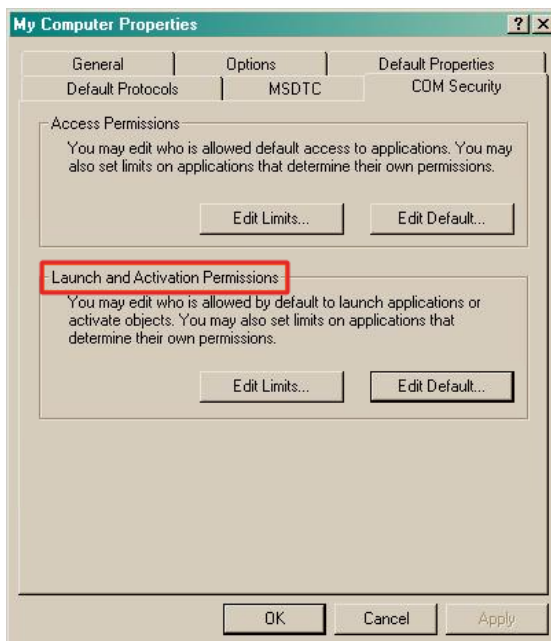 My Computer Properties
General Options Default Properties
Default Protocols MSDTC COM Security
Access Permissions
You may edit who is allowed default access to applications. You may
also set limits on applications that determine their own permissions.
Edit Limits... Edit Default...
Launch and Activation Permissions
You may edit who is allowed by default to launch applications or
activate objects. You may also set limits on applications that
determine their own permissions.
Edit Limits... Edit Default...
OK Cancel Apply